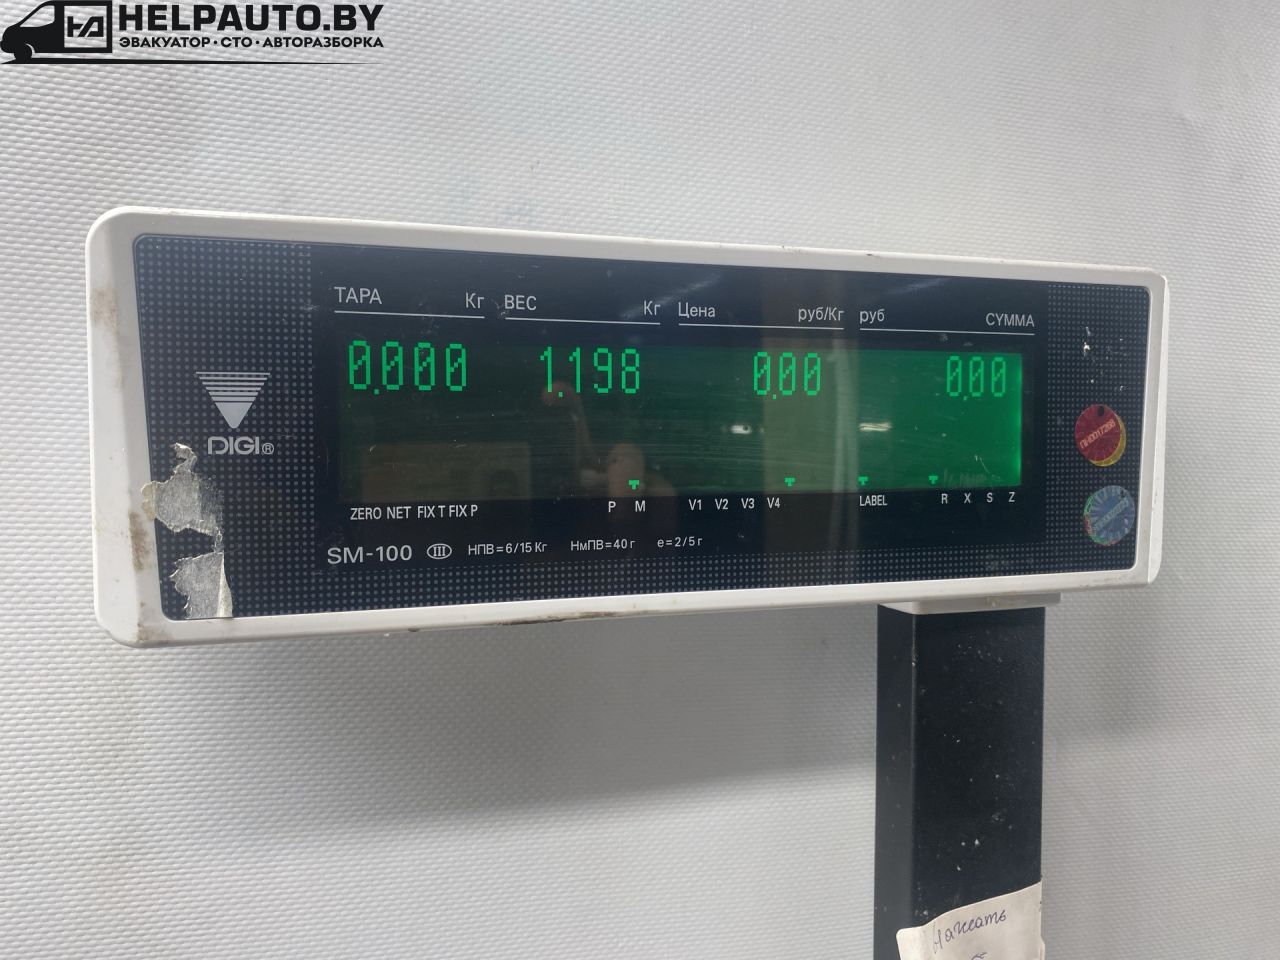 HELPAUTO.BY
ЭВАКУАТОР · СТО · АВТОРАЗБОРКА
ТАРА Кг ВЕС Кг Цена руб/Кг руб СУММА
0.000 1.198 0.00 0.00
DIGI®
ZERO NET FIX T FIX P P M V1 V2 V3 V4 LABEL R X S Z
SM-100 III НПВ=6/15 Кг НмПВ=40 г e=2/5 г
Нажать